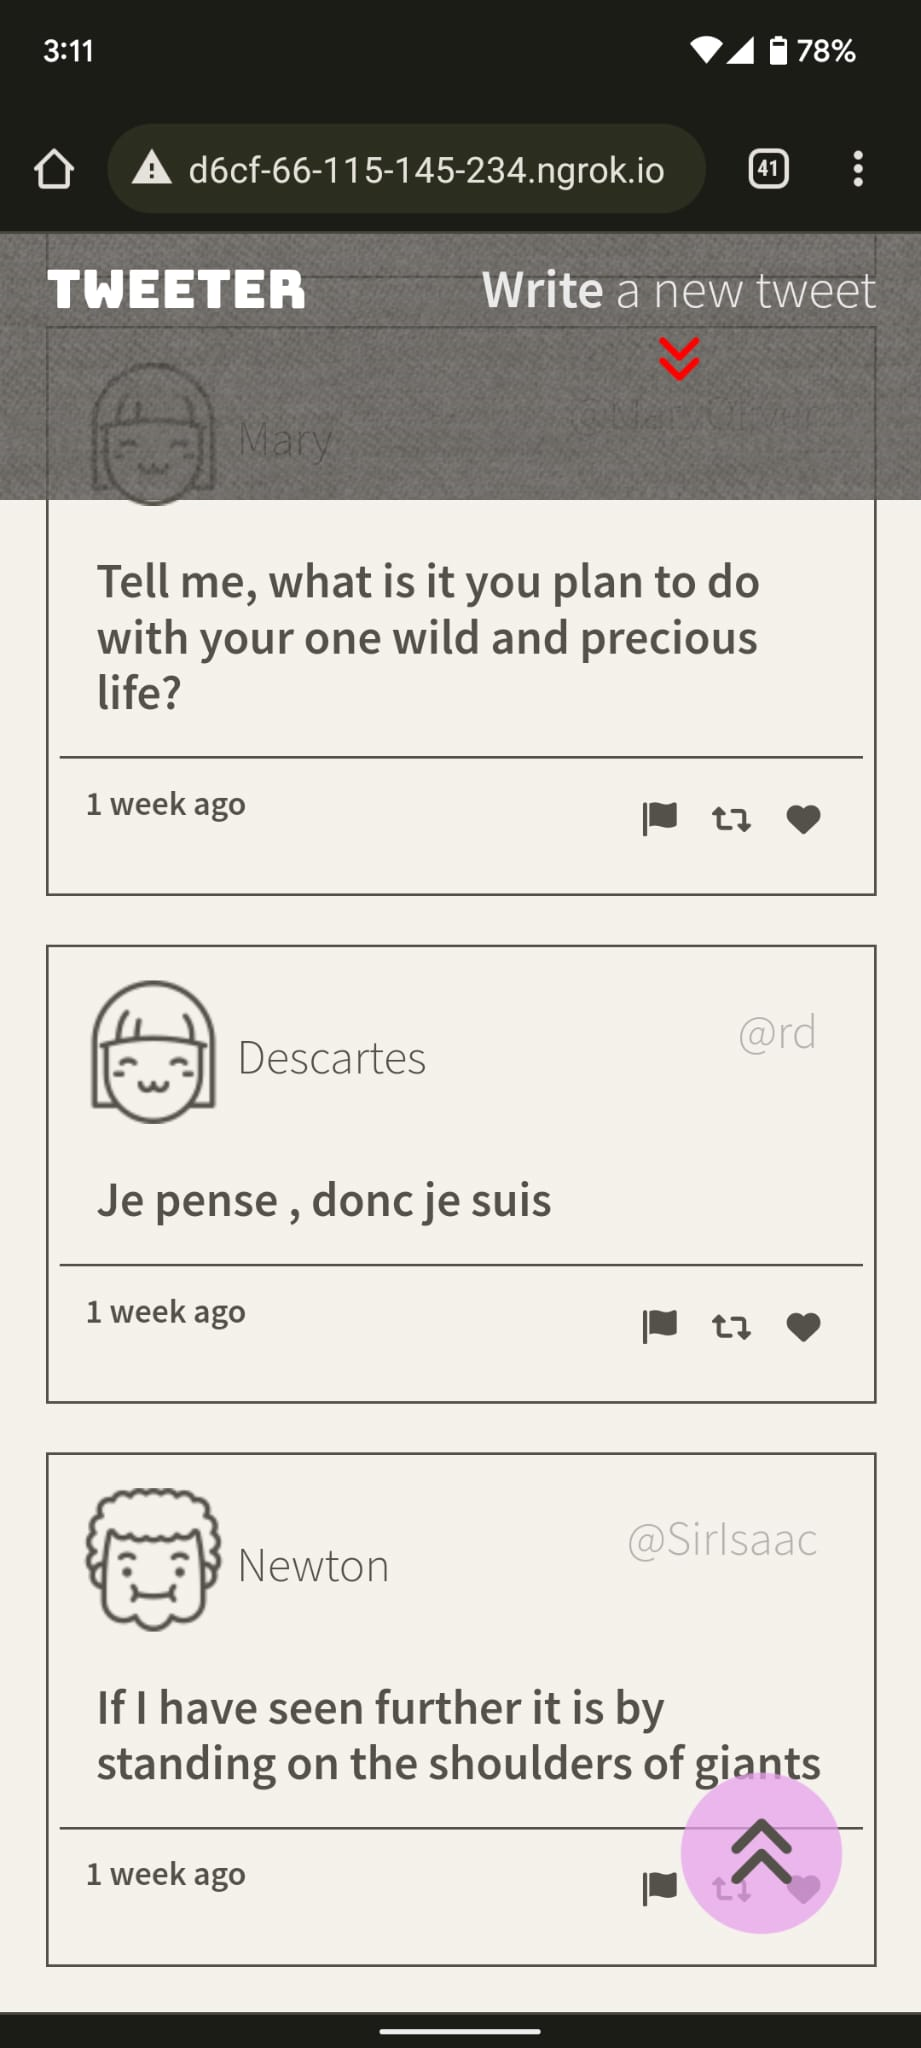 3:11
78%
d6cf-66-115-145-234.ngrok.io
41
TWEETER
Write a new tweet
Mary
@MaryOliver
Tell me, what is it you plan to do
with your one wild and precious
life?
1 week ago
Descartes
@rd
Je pense , donc je suis
1 week ago
Newton
@SirIsaac
If I have seen further it is by
standing on the shoulders of giants
1 week ago